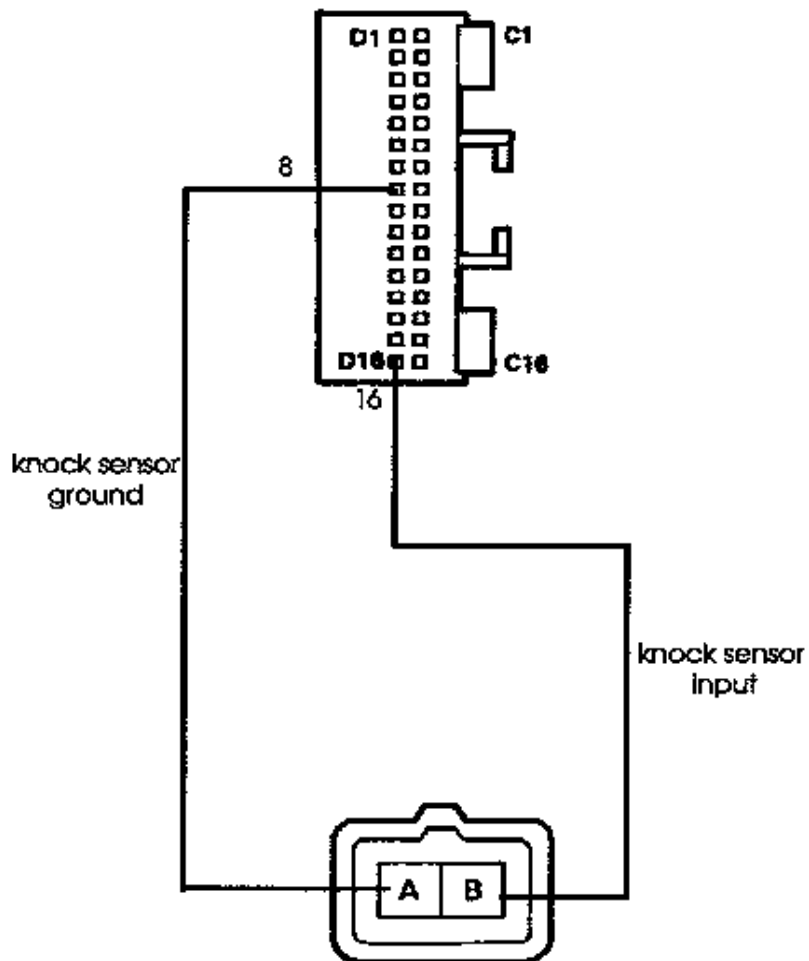 D1
C1
8
D16
C16
16
knock sensor
ground
knock sensor
input
A
B